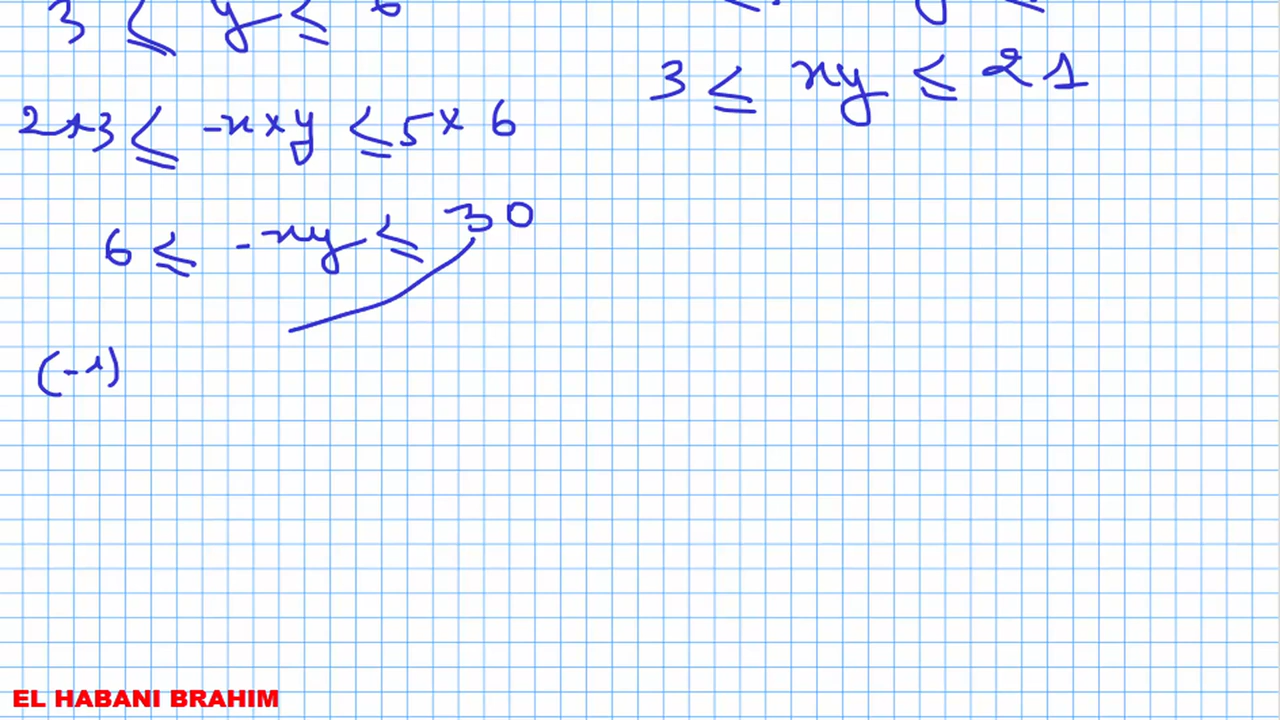 3 ≤ y ≤ 6
2×3 ≤ -x×y ≤ 5×6
6 ≤ -xy ≤ 30
(-1)
3 ≤ xy ≤ 21
EL HABANI BRAHIM